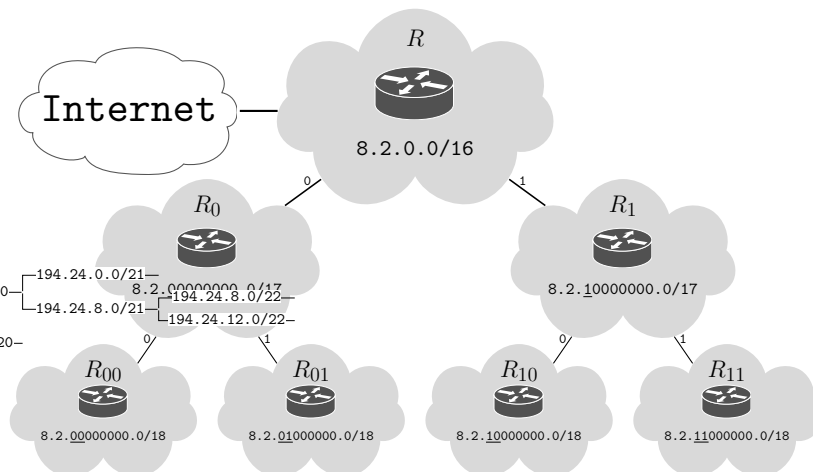 R
Internet
8.2.0.0/16
0
1
R0
R1
194.24.0.0/21
8.2.00000000.0/17
194.24.8.0/22
8.2.10000000.0/17
0
194.24.8.0/21
194.24.12.0/22
20
0
1
0
1
R00
R01
R10
R11
8.2.00000000.0/18
8.2.01000000.0/18
8.2.10000000.0/18
8.2.11000000.0/18